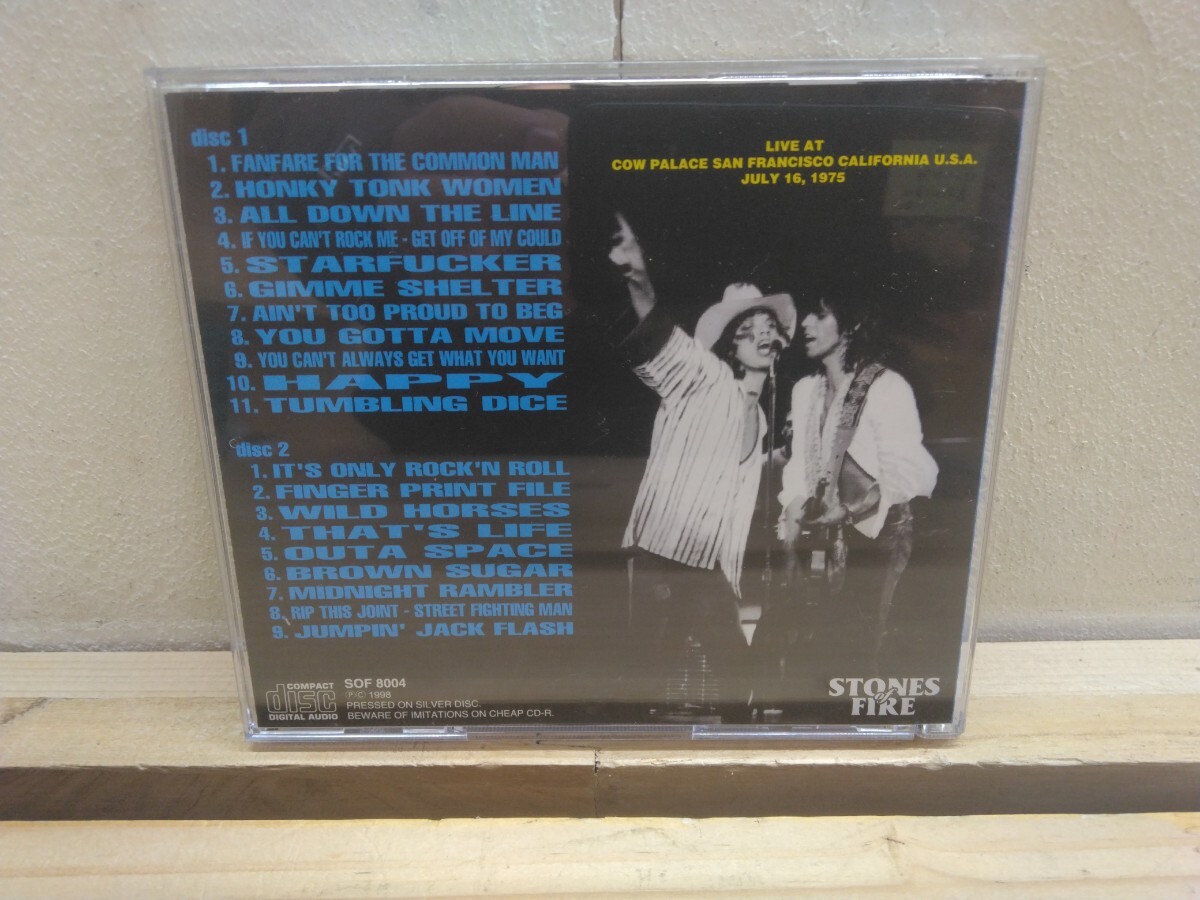 disc 1
1. FANFARE FOR THE COMMON MAN
2. HONKY TONK WOMEN
3. ALL DOWN THE LINE
4. IF YOU CAN'T ROCK ME - GET OFF OF MY COULD
5. STARFUCKER
6. GIMME SHELTER
7. AIN'T TOO PROUD TO BEG
8. YOU GOTTA MOVE
9. YOU CAN'T ALWAYS GET WHAT YOU WANT
10. HAPPY
11. TUMBLING DICE
disc 2
1. IT'S ONLY ROCK'N ROLL
2. FINGER PRINT FILE
3. WILD HORSES
4. THAT'S LIFE
5. OUTA SPACE
6. BROWN SUGAR
7. MIDNIGHT RAMBLER
8. RIP THIS JOINT - STREET FIGHTING MAN
9. JUMPIN' JACK FLASH
LIVE AT
COW PALACE SAN FRANCISCO CALIFORNIA U.S.A.
JULY 16, 1975
COMPACT
disc
DIGITAL AUDIO
SOF 8004
℗/© 1998
PRESSED ON SILVER DISC.
BEWARE OF IMITATIONS ON CHEAP CD-R.
STONES
of
FIRE